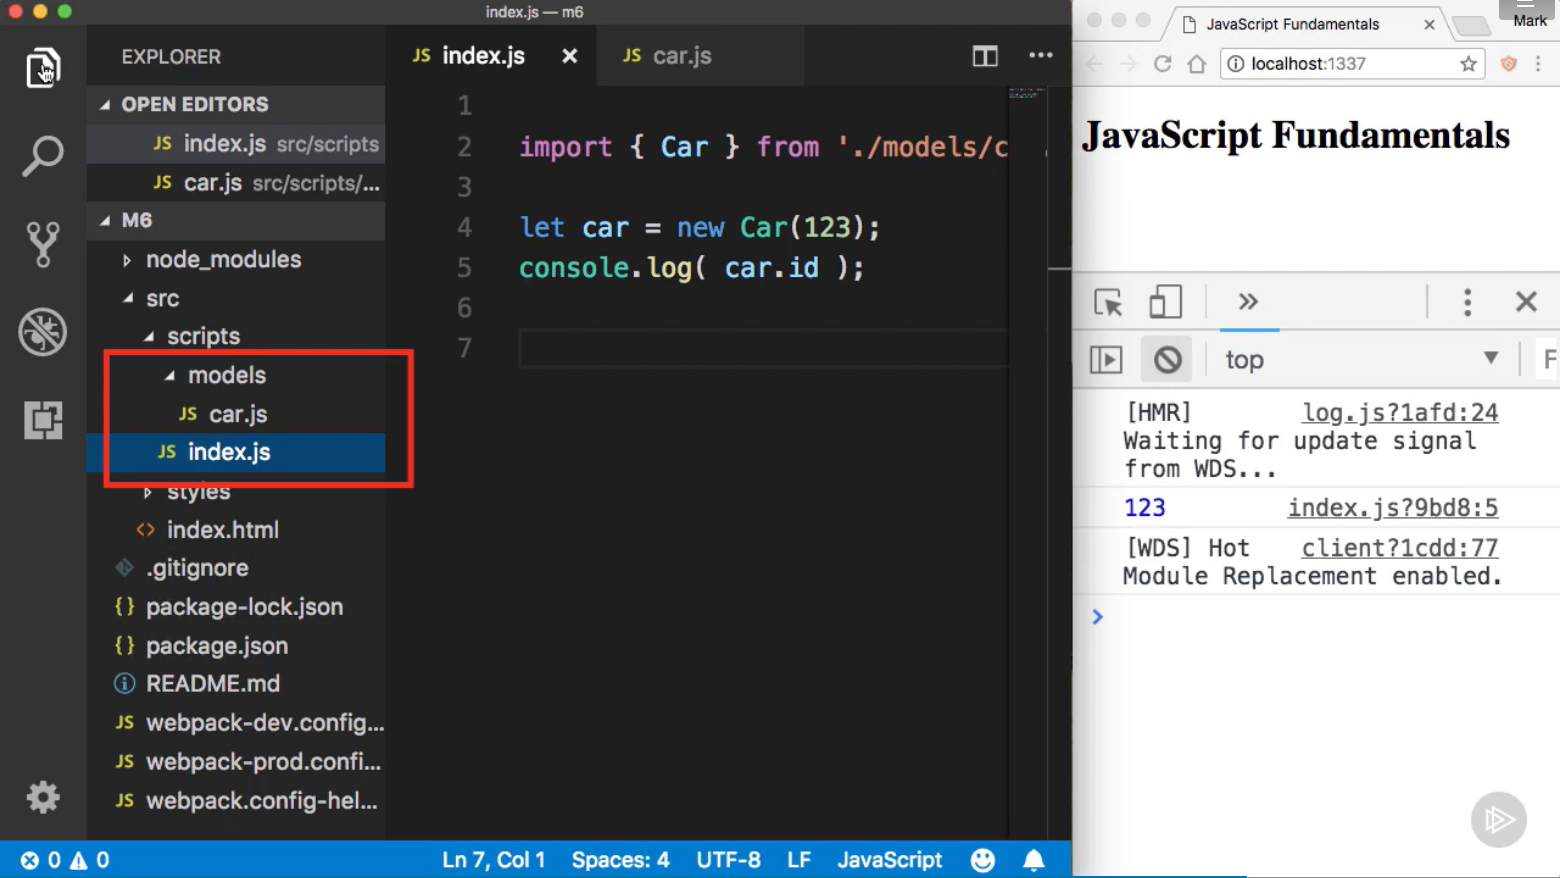 index.js — m6
EXPLORER
OPEN EDITORS
JS index.js src/scripts
JS car.js src/scripts/...
M6
node_modules
src
scripts
models
JS car.js
JS index.js
styles
<> index.html
.gitignore
{} package-lock.json
{} package.json
README.md
JS webpack-dev.config...
JS webpack-prod.confi...
JS webpack.config-hel...
JS index.js
JS car.js
1
2 import { Car } from './models/c
3
4 let car = new Car(123);
5 console.log( car.id );
6
7
0 0
Ln 7, Col 1 Spaces: 4 UTF-8 LF JavaScript
JavaScript Fundamentals
Mark
localhost:1337
JavaScript Fundamentals
top
F
[HMR] log.js?1afd:24
Waiting for update signal
from WDS...
123 index.js?9bd8:5
[WDS] Hot client?1cdd:77
Module Replacement enabled.